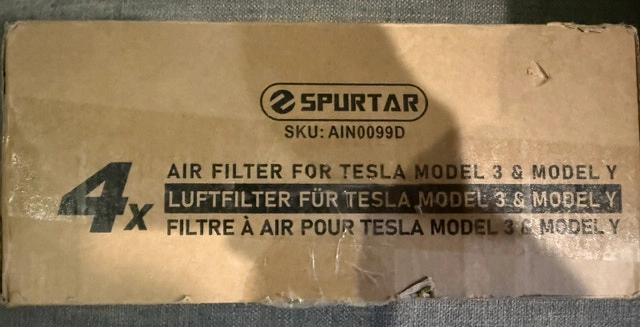 SPURTAR
SKU: AIN0099D
4x
AIR FILTER FOR TESLA MODEL 3 & MODEL Y
LUFTFILTER FÜR TESLA MODEL 3 & MODEL Y
FILTRE À AIR POUR TESLA MODEL 3 & MODEL Y